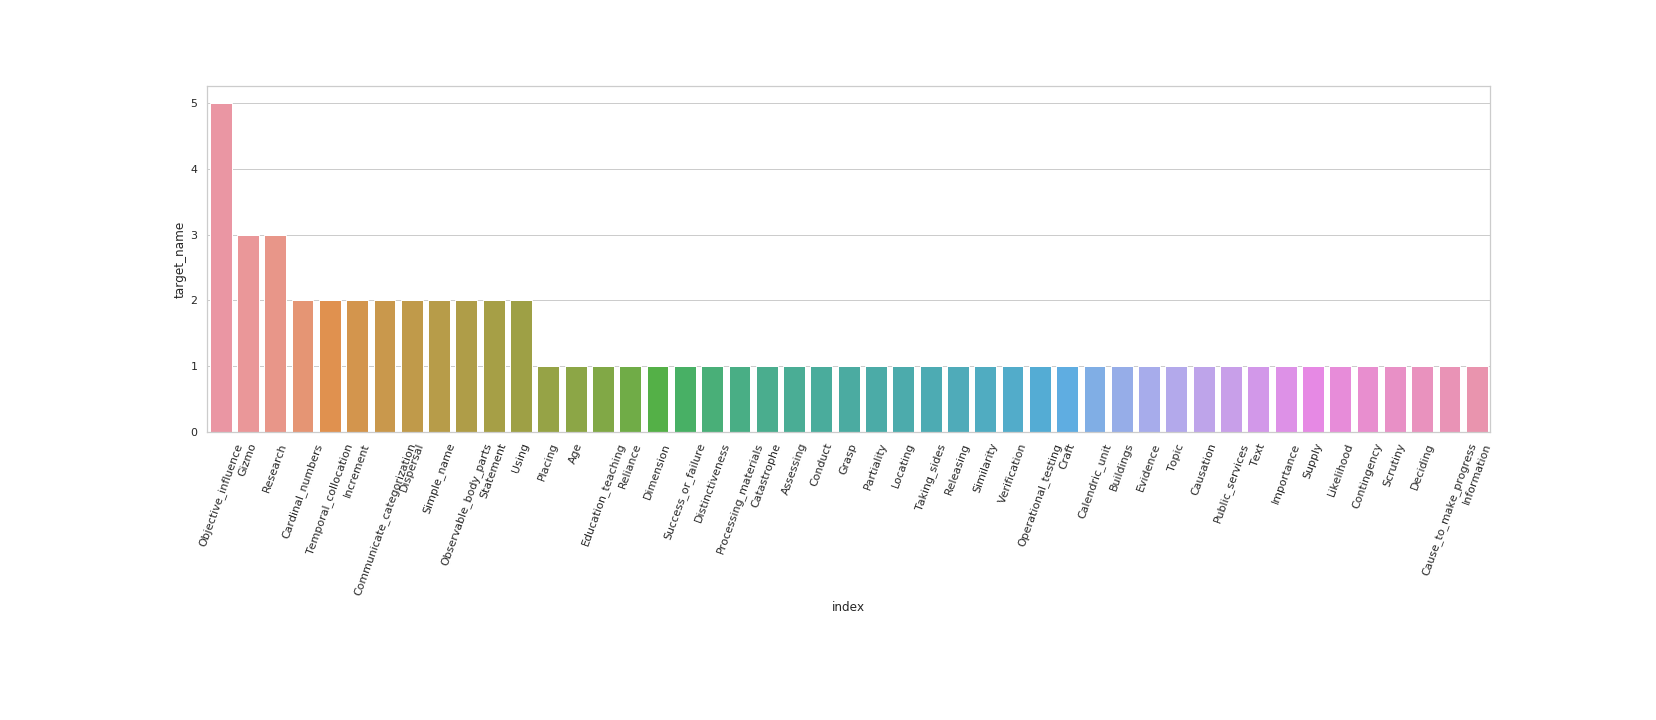 5
4
3
2
1
0
target_name
Objective_influence
Gizmo
Research
Cardinal_numbers
Temporal_collocation
Increment
Communicate_categorization
Dispersal
Simple_name
Observable_body_parts
Statement
Using
Placing
Age
Education_teaching
Reliance
Dimension
Success_or_failure
Distinctiveness
Processing_materials
Catastrophe
Assessing
Conduct
Grasp
Partiality
Locating
Taking_sides
Releasing
Similarity
Verification
Operational_testing
Craft
Calendric_unit
Buildings
Evidence
Topic
Causation
Public_services
Text
Importance
Supply
Likelihood
Contingency
Scrutiny
Deciding
Cause_to_make_progress
Information
index